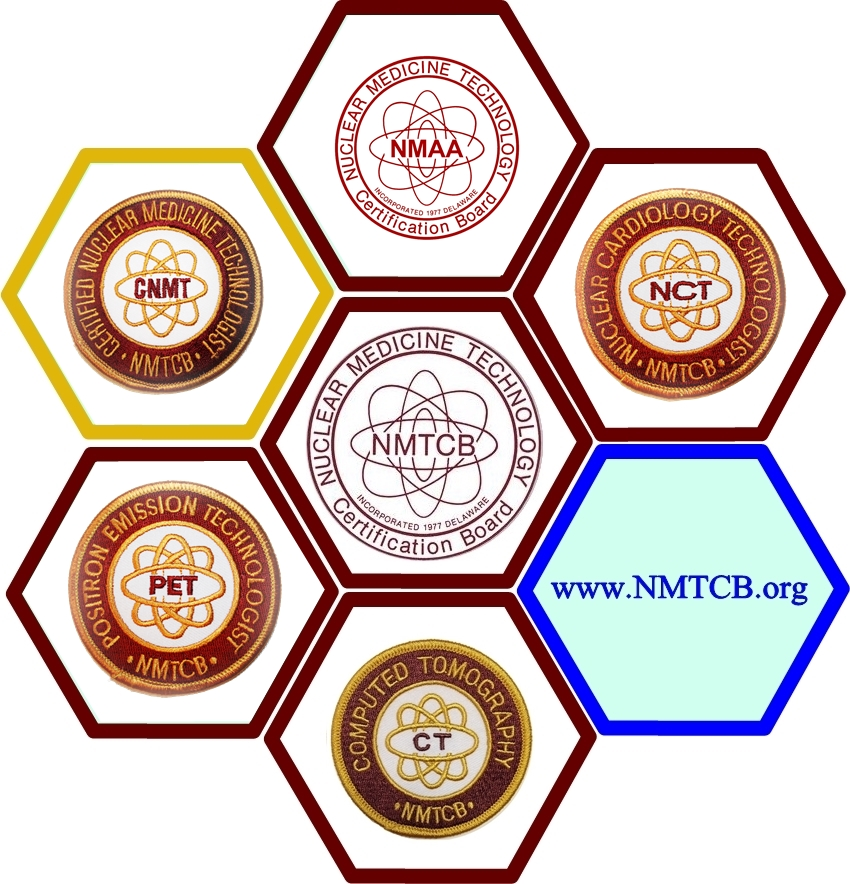 NUCLEAR MEDICINE TECHNOLOGY
NMAA
INCORPORATED 1977 DELAWARE
Certification Board
CERTIFIED NUCLEAR MEDICINE TECHNOLOGIST
CNMT
• NMTCB •
NUCLEAR CARDIOLOGY TECHNOLOGIST
NCT
• NMTCB •
NUCLEAR MEDICINE TECHNOLOGY
NMTCB
INCORPORATED 1977 DELAWARE
Certification Board
POSITRON EMISSION TECHNOLOGIST
PET
• NMTCB •
www.NMTCB.org
COMPUTED TOMOGRAPHY
CT
• NMTCB •